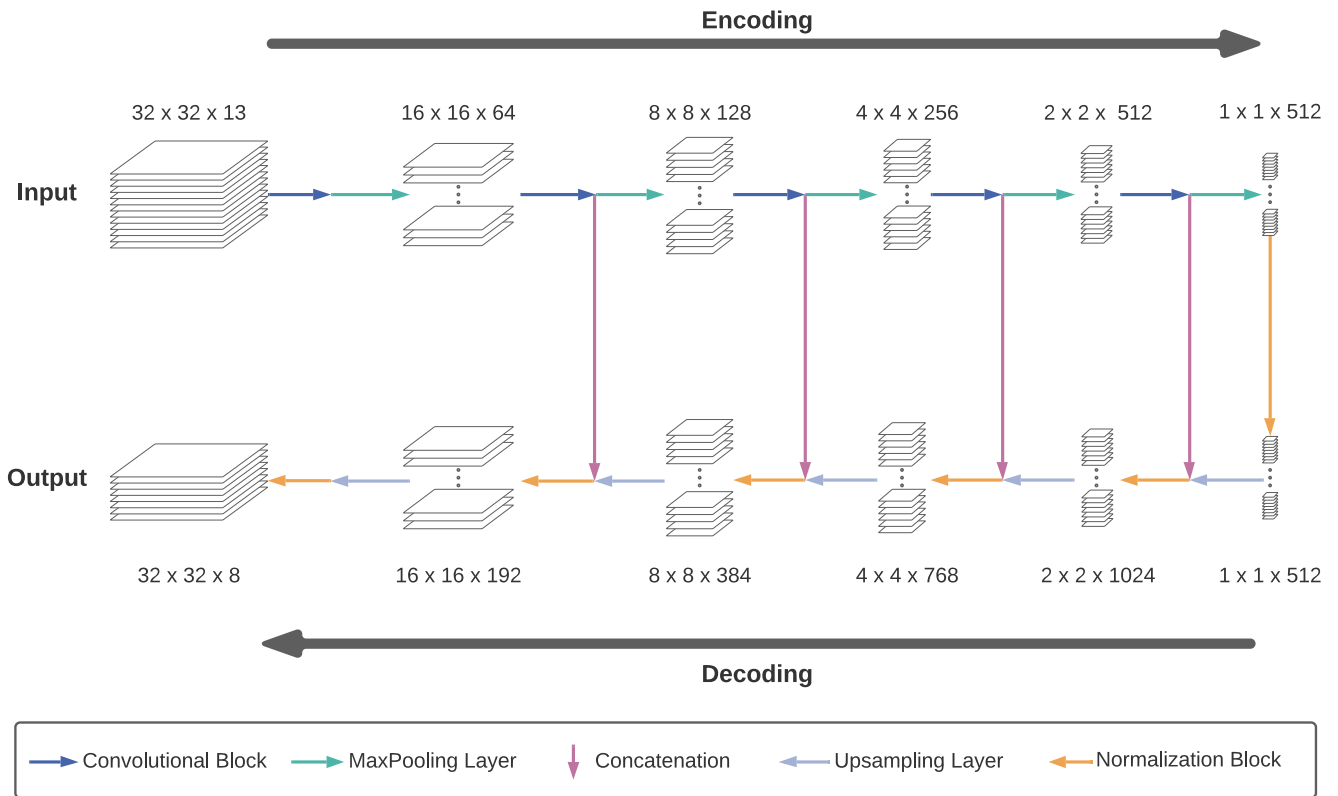 Encoding
32 x 32 x 13
16 x 16 x 64
8 x 8 x 128
4 x 4 x 256
2 x 2 x 512
1 x 1 x 512
Input
Output
32 x 32 x 8
16 x 16 x 192
8 x 8 x 384
4 x 4 x 768
2 x 2 x 1024
1 x 1 x 512
Decoding
Convolutional Block
MaxPooling Layer
Concatenation
Upsampling Layer
Normalization Block